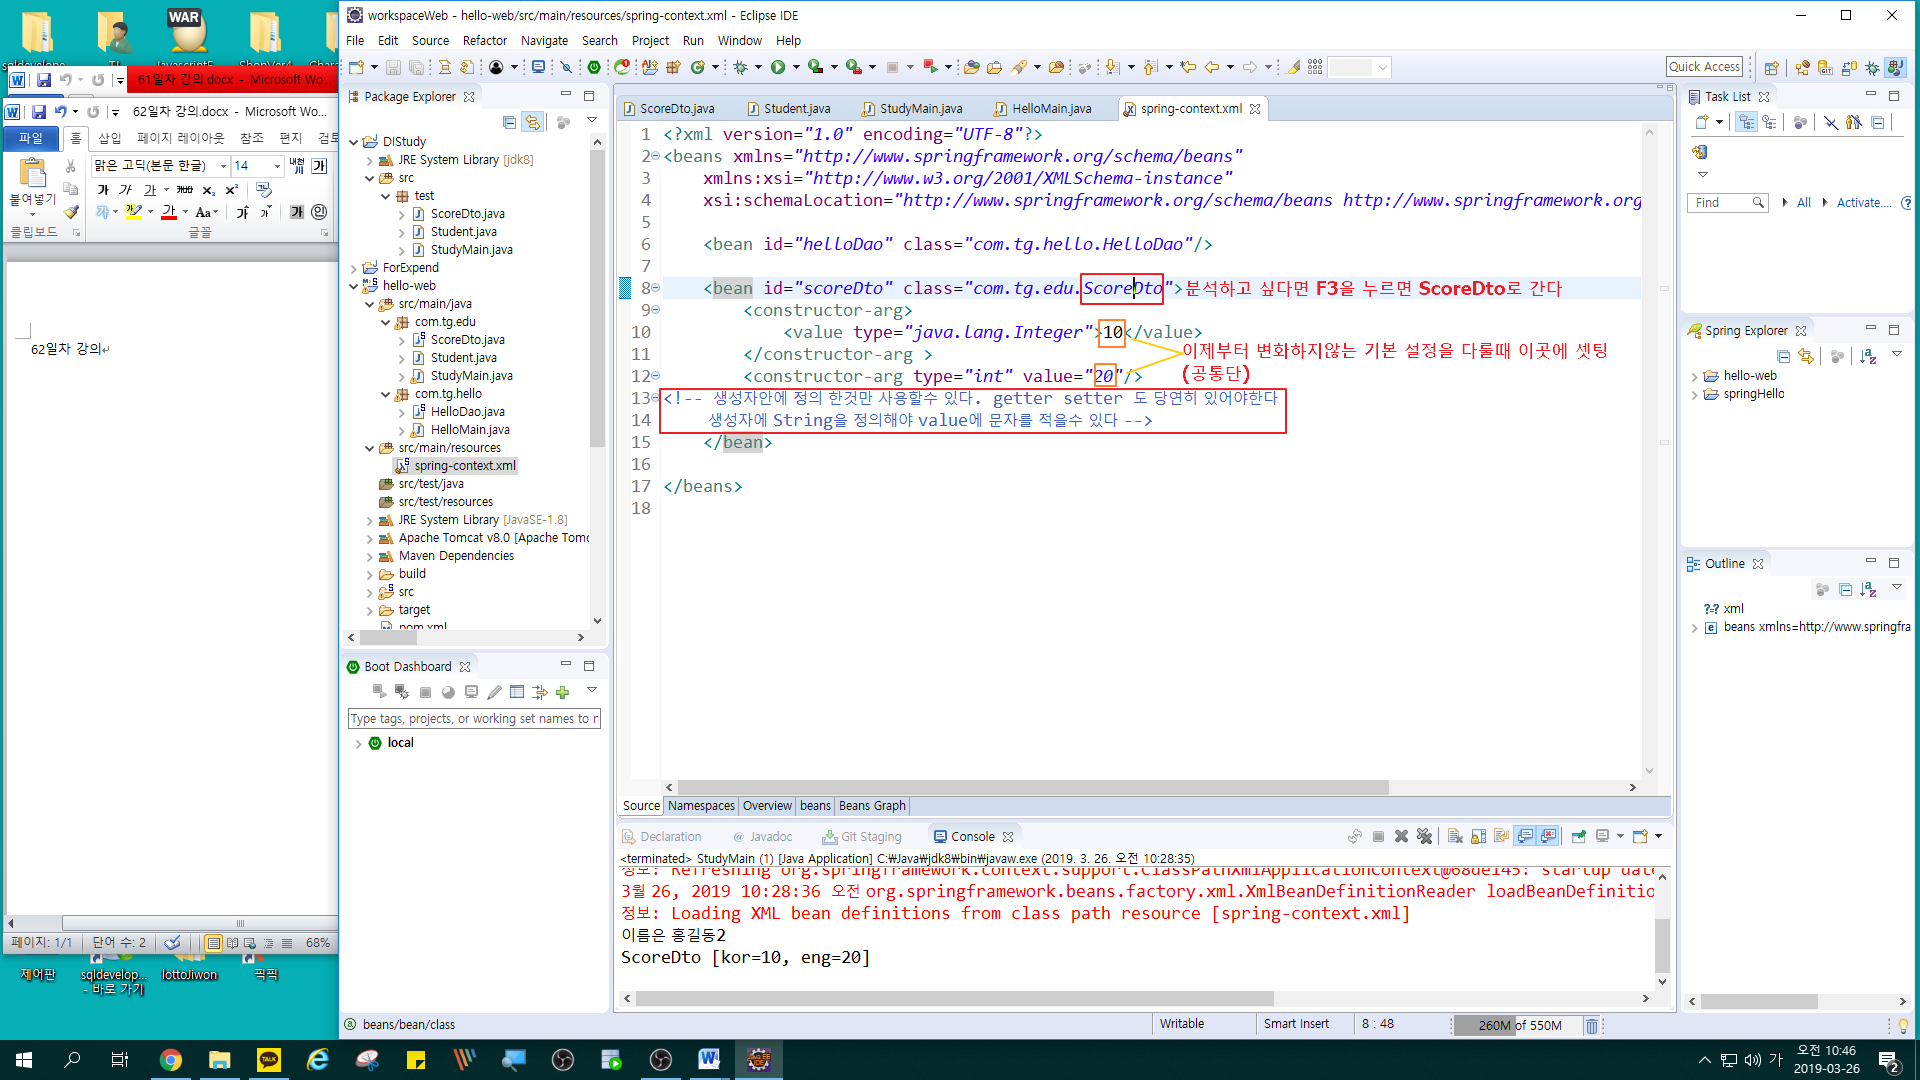 WAR
제어판
sqldevelop...
- 바로 가기
lottoJiwon
픽픽
61일차 강의.docx - Microsoft Wo...
62일차 강의.docx - Microsoft Wo...
파일 홈 삽입 페이지 레이아웃 참조 편지 검토
맑은 고딕(본문 한글) 14
붙여넣기
클립보드 글꼴
62일차 강의
페이지: 1/1 단어 수: 2 68%
workspaceWeb - hello-web/src/main/resources/spring-context.xml - Eclipse IDE
File Edit Source Refactor Navigate Search Project Run Window Help
Quick Access
Package Explorer
DIStudy
JRE System Library [jdk8]
src
test
ScoreDto.java
Student.java
StudyMain.java
ForExpend
hello-web
src/main/java
com.tg.edu
ScoreDto.java
Student.java
StudyMain.java
com.tg.hello
HelloDao.java
HelloMain.java
src/main/resources
spring-context.xml
src/test/java
src/test/resources
JRE System Library [JavaSE-1.8]
Apache Tomcat v8.0 [Apache Tomc
Maven Dependencies
build
src
target
pom.xml
Boot Dashboard
Type tags, projects, or working set names to r
local
ScoreDto.java Student.java StudyMain.java HelloMain.java spring-context.xml
1 <?xml version="1.0" encoding="UTF-8"?>
2 <beans xmlns="http://www.springframework.org/schema/beans"
3 xmlns:xsi="http://www.w3.org/2001/XMLSchema-instance"
4 xsi:schemaLocation="http://www.springframework.org/schema/beans http://www.springframework.org
5
6 <bean id="helloDao" class="com.tg.hello.HelloDao"/>
7
8 <bean id="scoreDto" class="com.tg.edu.ScoreDto"> 분석하고 싶다면 F3을 누르면 ScoreDto로 간다
9 <constructor-arg>
10 <value type="java.lang.Integer">10</value>
11 </constructor-arg > 이제부터 변화하지않는 기본 설정을 다룰때 이곳에 셋팅
(공통단)
12 <constructor-arg type="int" value="20"/>
13 <!-- 생성자안에 정의 한것만 사용할수 있다. getter setter 도 당연히 있어야한다
14 생성자에 String을 정의해야 value에 문자를 적을수 있다 -->
15 </bean>
16
17 </beans>
18
Source Namespaces Overview beans Beans Graph
Declaration Javadoc Git Staging Console
<terminated> StudyMain (1) [Java Application] C:₩Java₩jdk8₩bin₩javaw.exe (2019. 3. 26. 오전 10:28:35)
정보: Refreshing org.springframework.context.support.ClassPathXmlApplicationContext@68de145: startup date
3월 26, 2019 10:28:36 오전 org.springframework.beans.factory.xml.XmlBeanDefinitionReader loadBeanDefinitio
정보: Loading XML bean definitions from class path resource [spring-context.xml]
이름은 홍길동2
ScoreDto [kor=10, eng=20]
Task List
Find All Activate....
Spring Explorer
hello-web
springHello
Outline
xml
beans xmlns=http://www.springfra
beans/bean/class Writable Smart Insert 8 : 48 260M of 550M
오전 10:46
2019-03-26
2